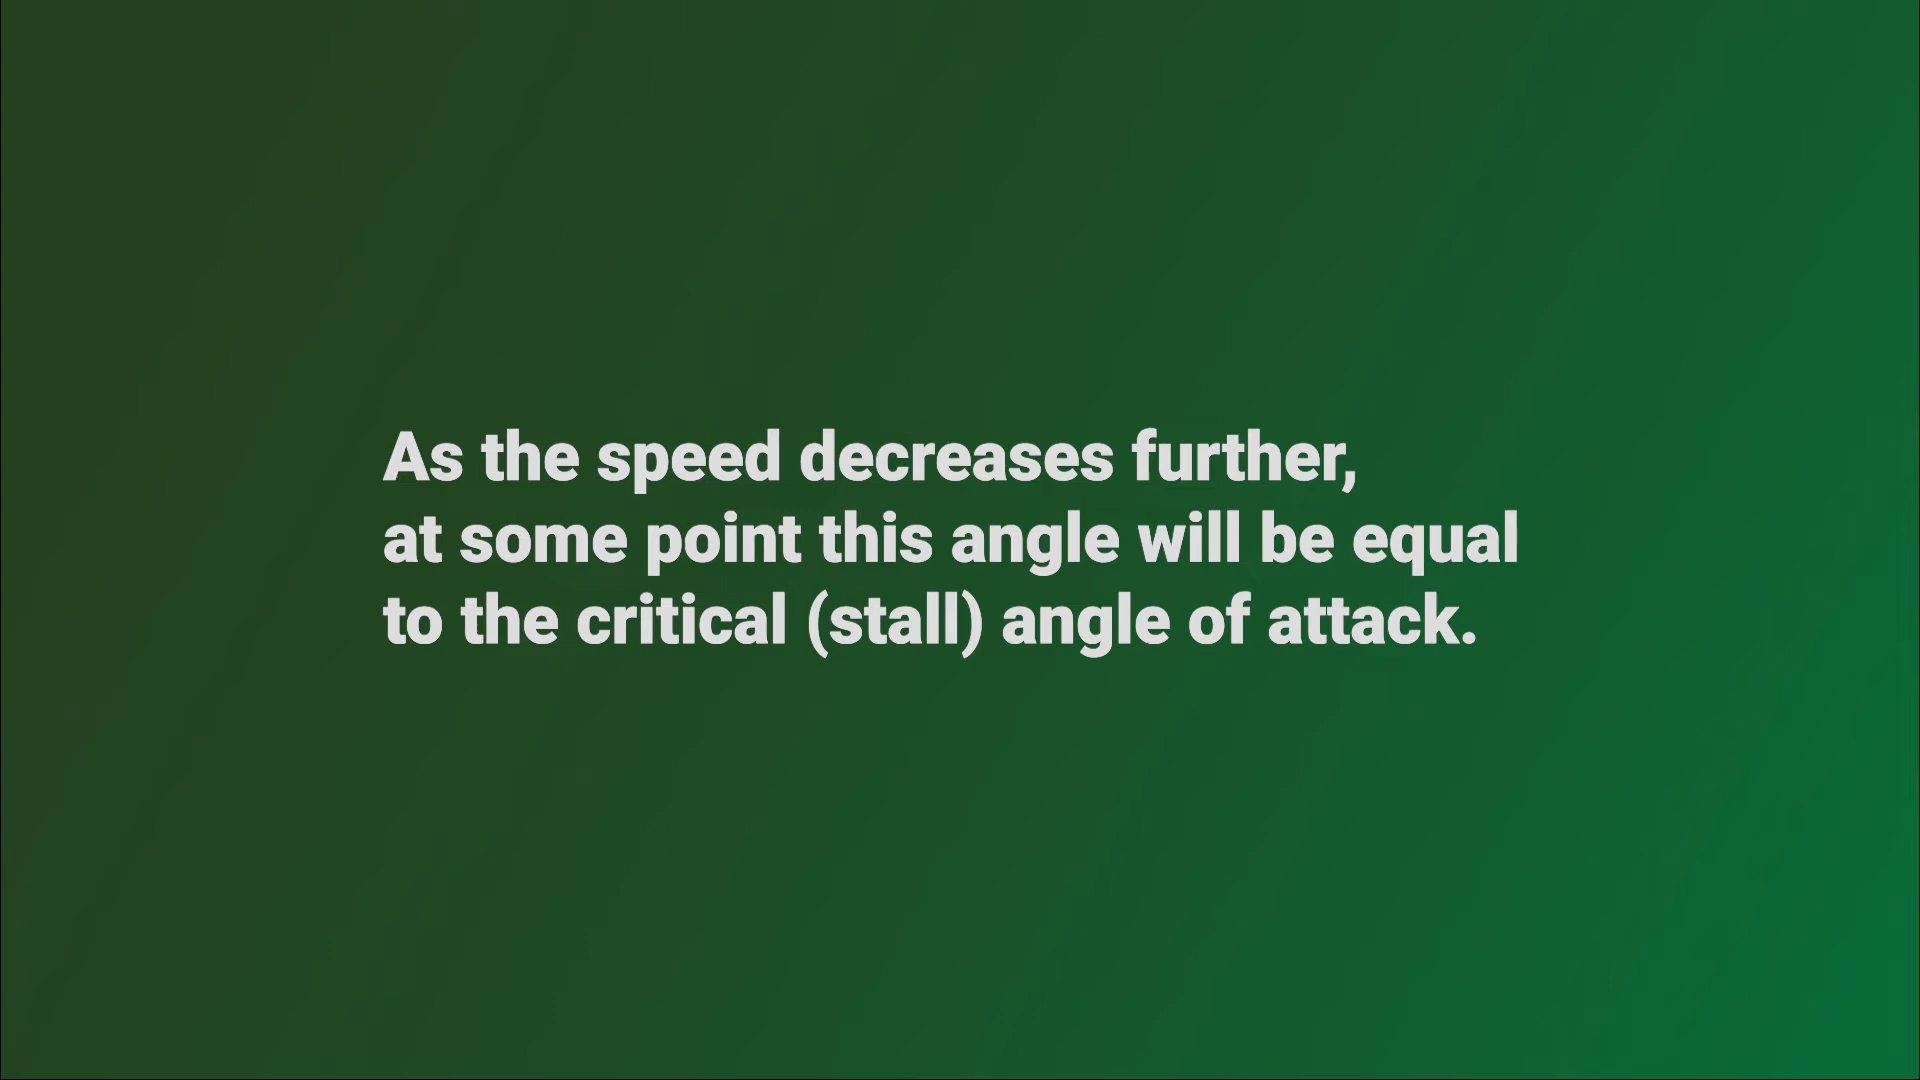 As the speed decreases further,
at some point this angle will be equal
to the critical (stall) angle of attack.